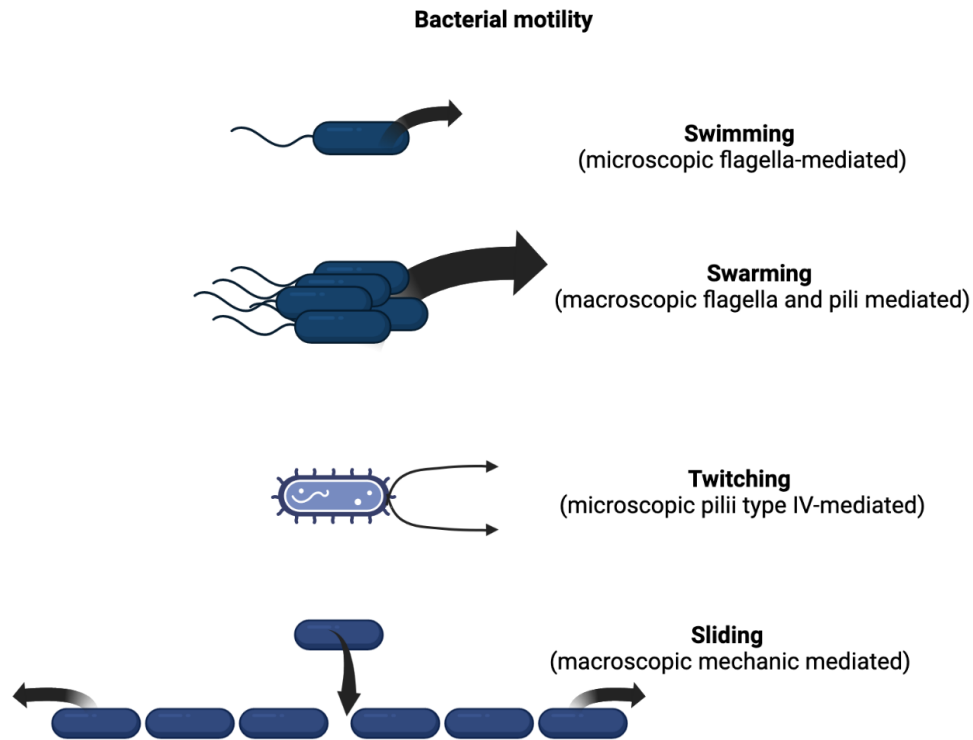 Bacterial motility
Swimming
(microscopic flagella-mediated)
Swarming
(macroscopic flagella and pili mediated)
Twitching
(microscopic pilii type IV-mediated)
Sliding
(macroscopic mechanic mediated)